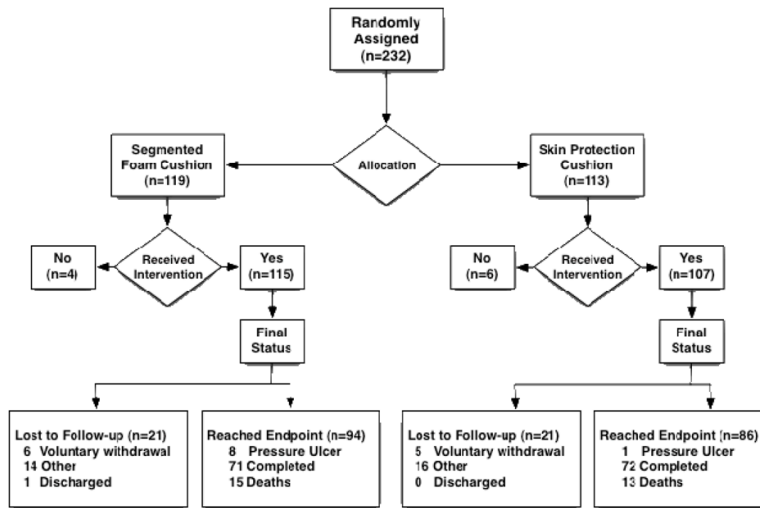 Randomly
Assigned
(n=232)
Allocation
Segmented
Foam Cushion
(n=119)
Skin Protection
Cushion
(n=113)
No
(n=4)
Received
Intervention
Yes
(n=115)
No
(n=6)
Received
Intervention
Yes
(n=107)
Final
Status
Final
Status
Lost to Follow-up (n=21)
6 Voluntary withdrawal
14 Other
1 Discharged
Reached Endpoint (n=94)
8 Pressure Ulcer
71 Completed
15 Deaths
Lost to Follow-up (n=21)
5 Voluntary withdrawal
16 Other
0 Discharged
Reached Endpoint (n=86)
1 Pressure Ulcer
72 Completed
13 Deaths